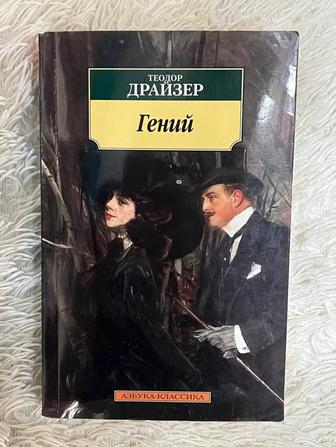 ТЕОДОР
ДРАЙЗЕР
Гений
АЗБУКА-КЛАССИКА